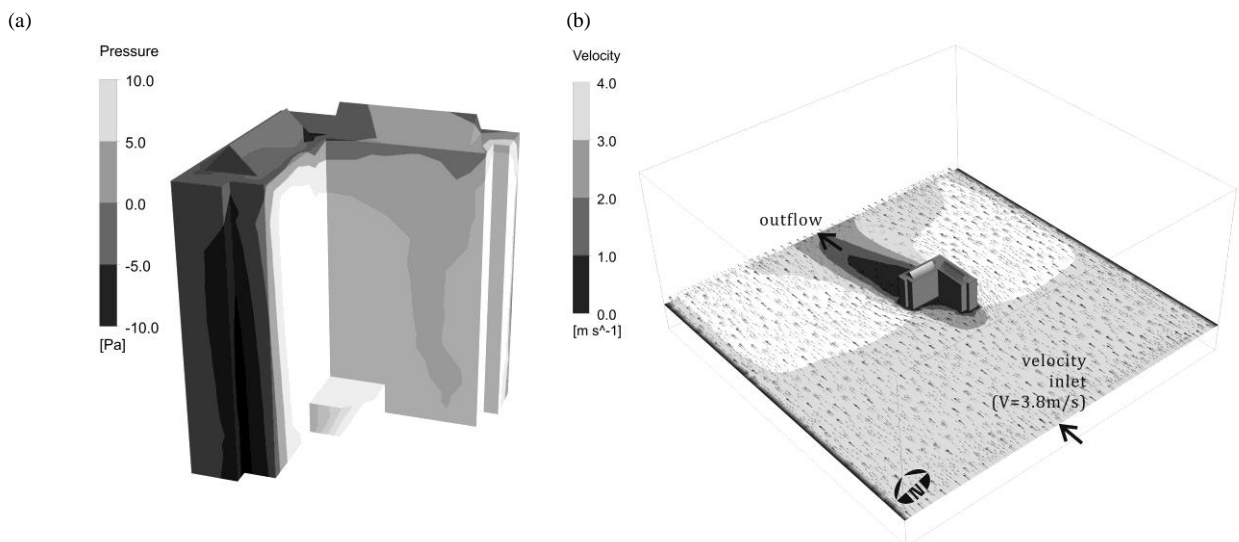 (a)
Pressure
10.0
5.0
0.0
-5.0
-10.0
[Pa]
(b)
Velocity
4.0
3.0
2.0
1.0
0.0
[m s^-1]
outflow
velocity
inlet
(V=3.8m/s)
N